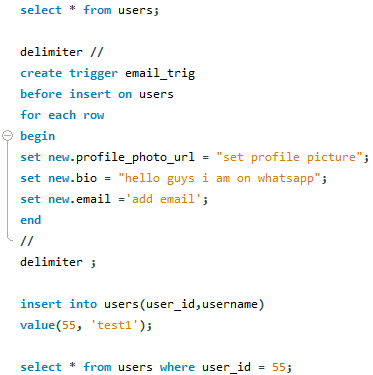 select * from users;
delimiter //
create trigger email_trig
before insert on users
for each row
begin
set new.profile_photo_url = "set profile picture";
set new.bio = "hello guys i am on whatsapp";
set new.email ='add email';
end
//
delimiter ;
insert into users(user_id,username)
value(55, 'test1');
select * from users where user_id = 55;